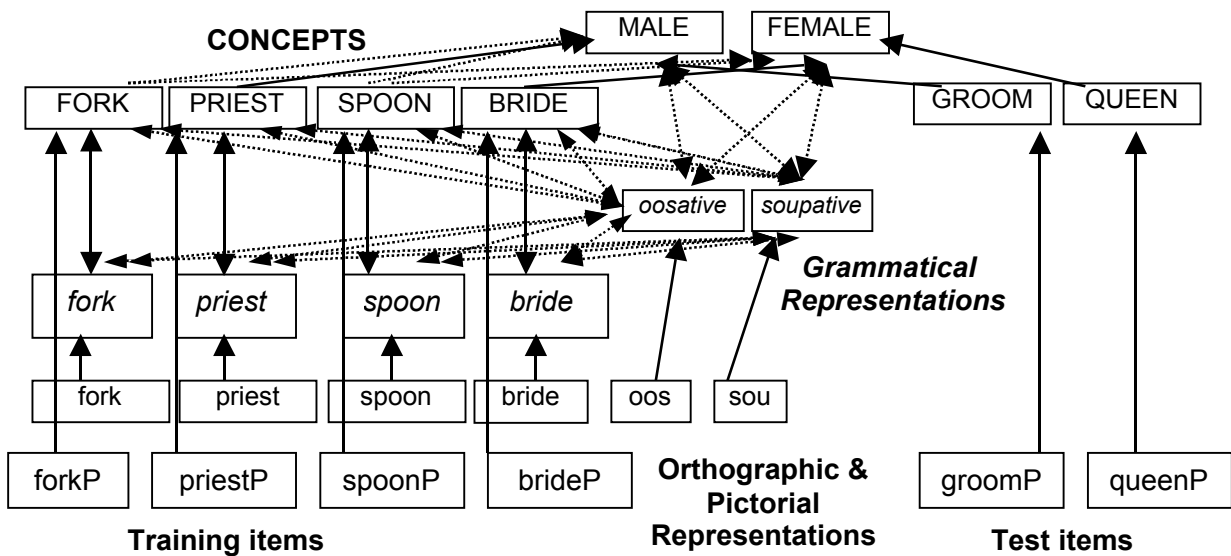 MALE FEMALE
CONCEPTS
FORK PRIEST SPOON BRIDE GROOM QUEEN
oosative soupative
Grammatical
Representations
fork priest spoon bride
fork priest spoon bride oos sou
forkP priestP spoonP brideP groomP queenP
Orthographic &
Pictorial
Representations
Training items Test items